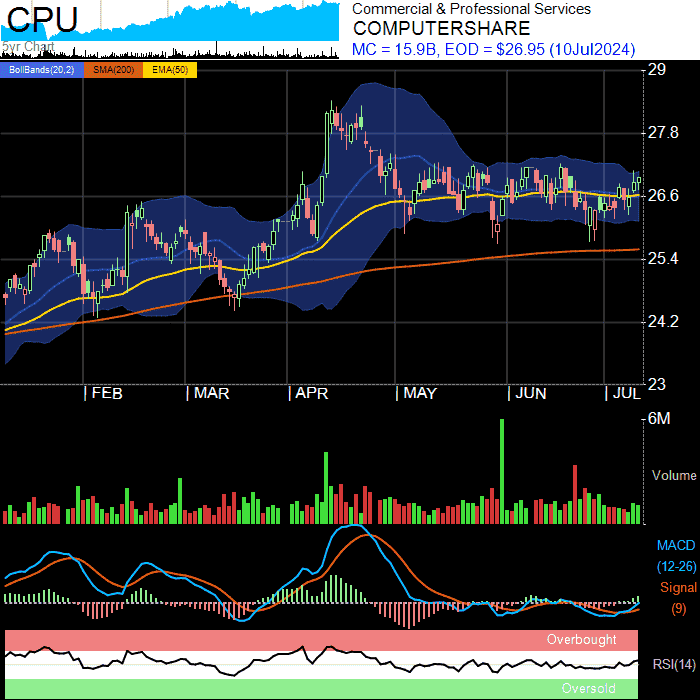 CPU
5yr Chart
Commercial & Professional Services
COMPUTERSHARE
MC = 15.9B, EOD = $26.95 (10Jul2024)
BollBands(20,2) SMA(200) EMA(50)
29
27.8
26.6
25.4
24.2
23
FEB MAR APR MAY JUN JUL
6M
Volume
MACD
(12-26)
Signal
(9)
Overbought
RSI(14)
Oversold